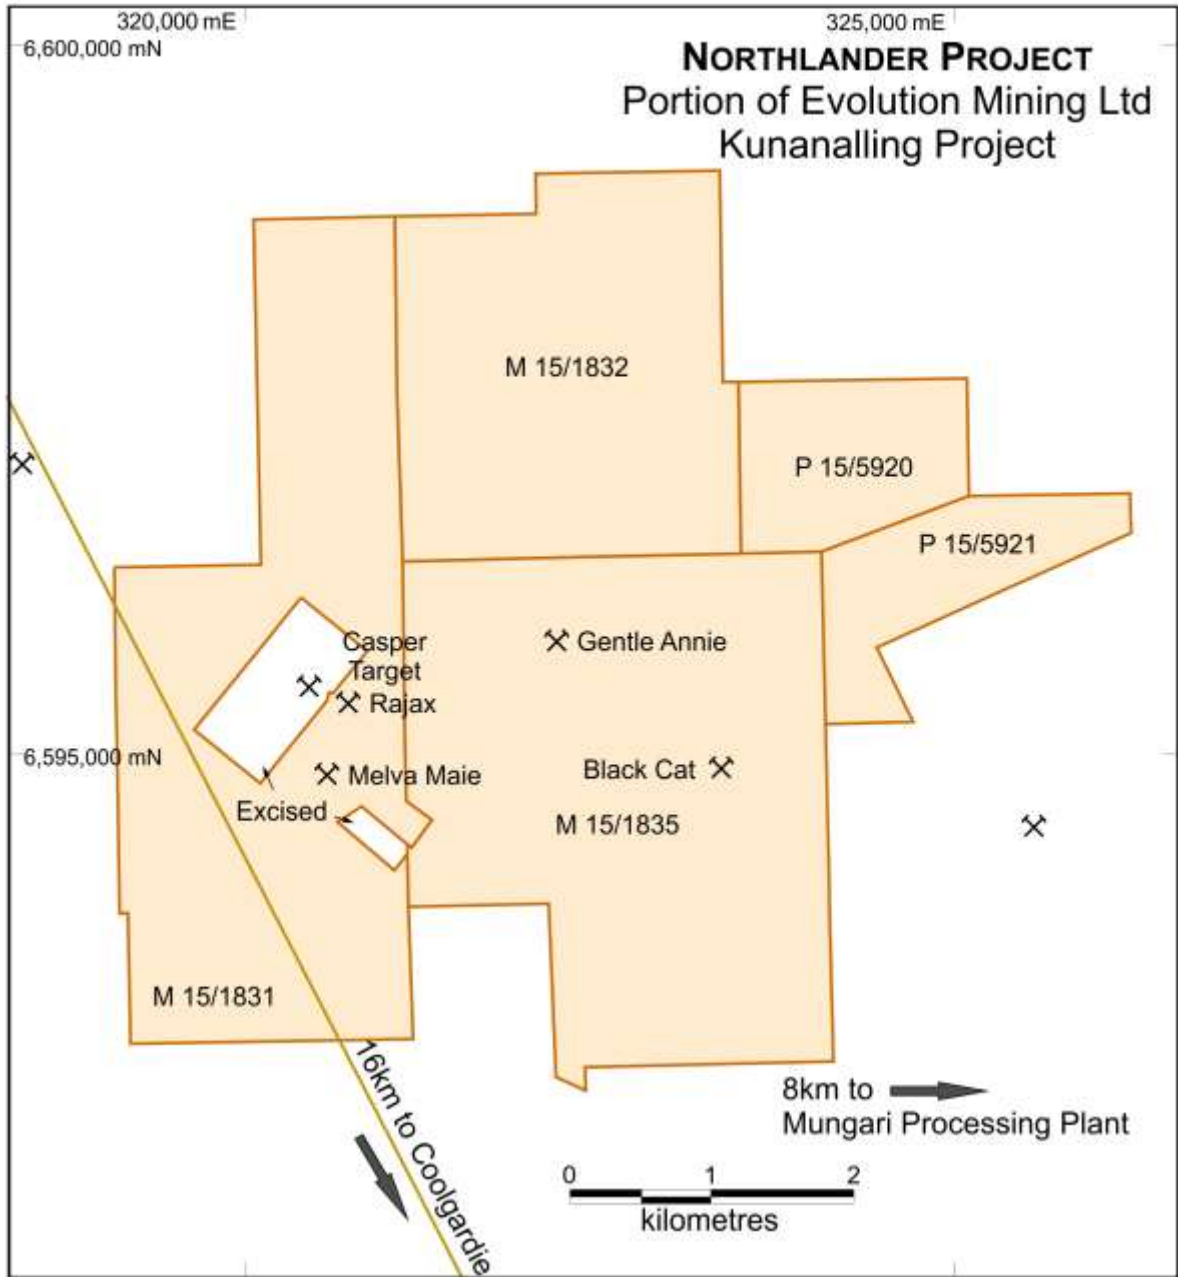 320,000 mE
325,000 mE
6,600,000 mN
NORTHLANDER PROJECT
Portion of Evolution Mining Ltd
Kunanalling Project
M 15/1832
P 15/5920
P 15/5921
Casper
Target
Gentle Annie
Rajax
6,595,000 mN
Melva Maie
Black Cat
Excised
M 15/1835
M 15/1831
16km to Coolgardie
8km to
Mungari Processing Plant
0 1 2
kilometres